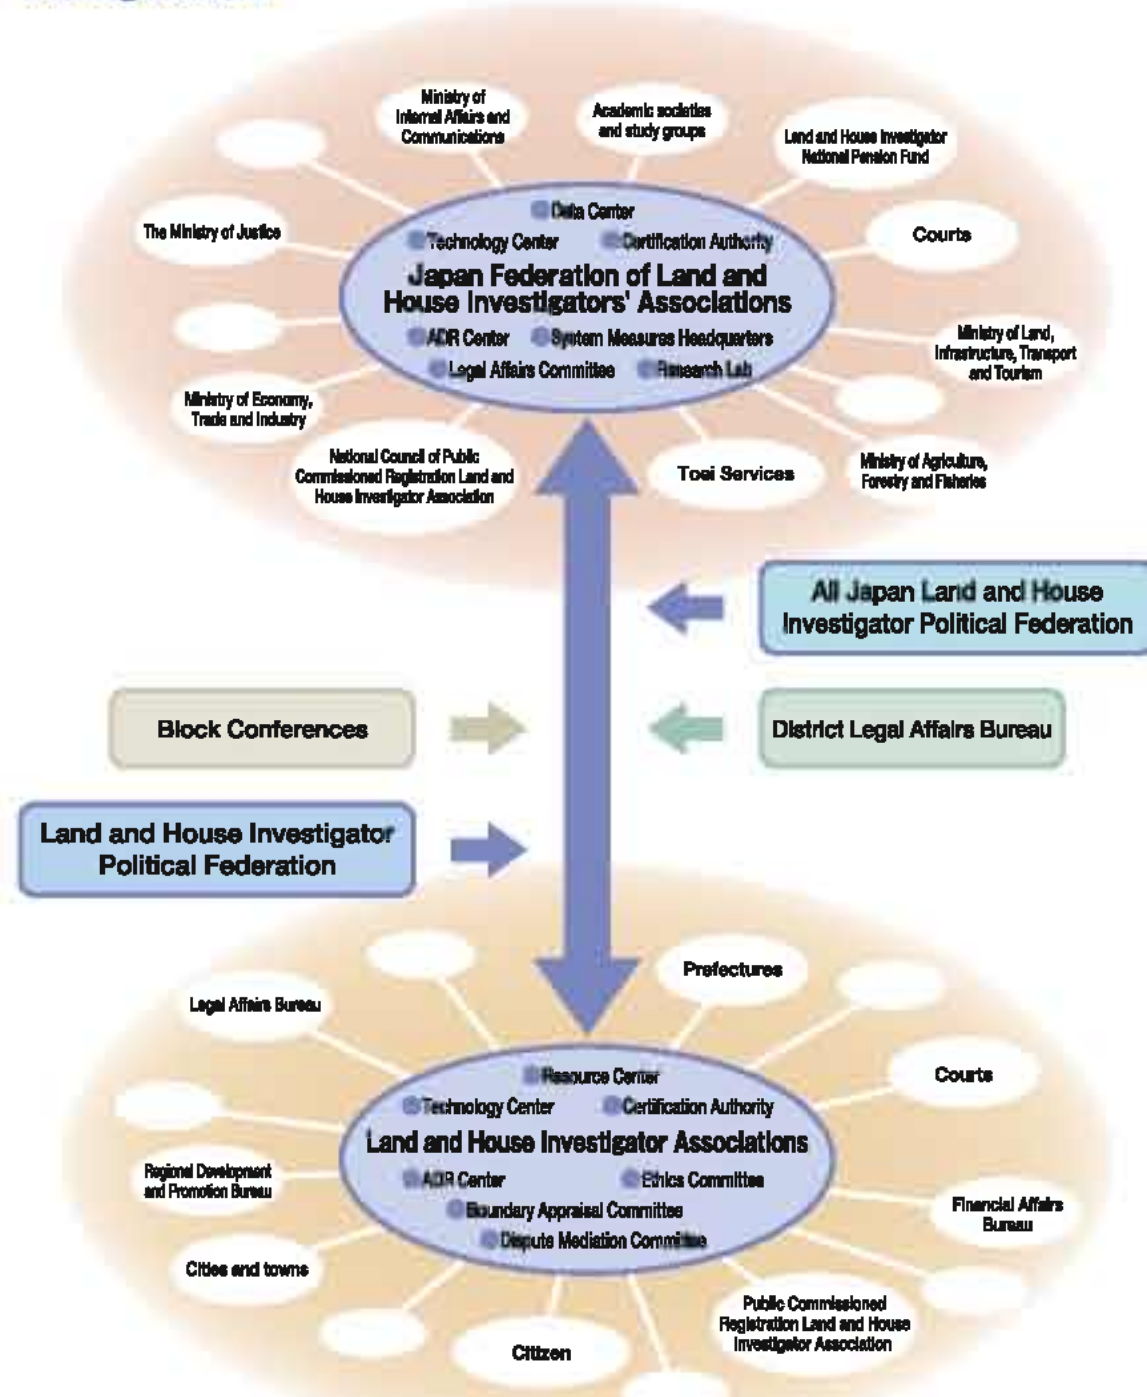 Ministry of
Internal Affairs and
Communications
Academic societies
and study groups
Land and House Investigator
National Pension Fund
The Ministry of Justice
Courts
Data Center
Technology Center
Certification Authority
Japan Federation of Land and
House Investigators' Associations
ADR Center
System Measures Headquarters
Legal Affairs Committee
Research Lab
Ministry of Land,
Infrastructure, Transport
and Tourism
Ministry of Economy,
Trade and Industry
National Council of Public
Commissioned Registration Land and
House Investigator Association
Tosi Services
Ministry of Agriculture,
Forestry and Fisheries
All Japan Land and House
Investigator Political Federation
Block Conferences
District Legal Affairs Bureau
Land and House Investigator
Political Federation
Prefectures
Legal Affairs Bureau
Courts
Resource Center
Technology Center
Certification Authority
Land and House Investigator Associations
ADR Center
Ethics Committee
Boundary Appraisal Committee
Dispute Mediation Committee
Regional Development
and Promotion Bureau
Financial Affairs
Bureau
Cities and towns
Public Commissioned
Registration Land and House
Investigator Association
Citizen